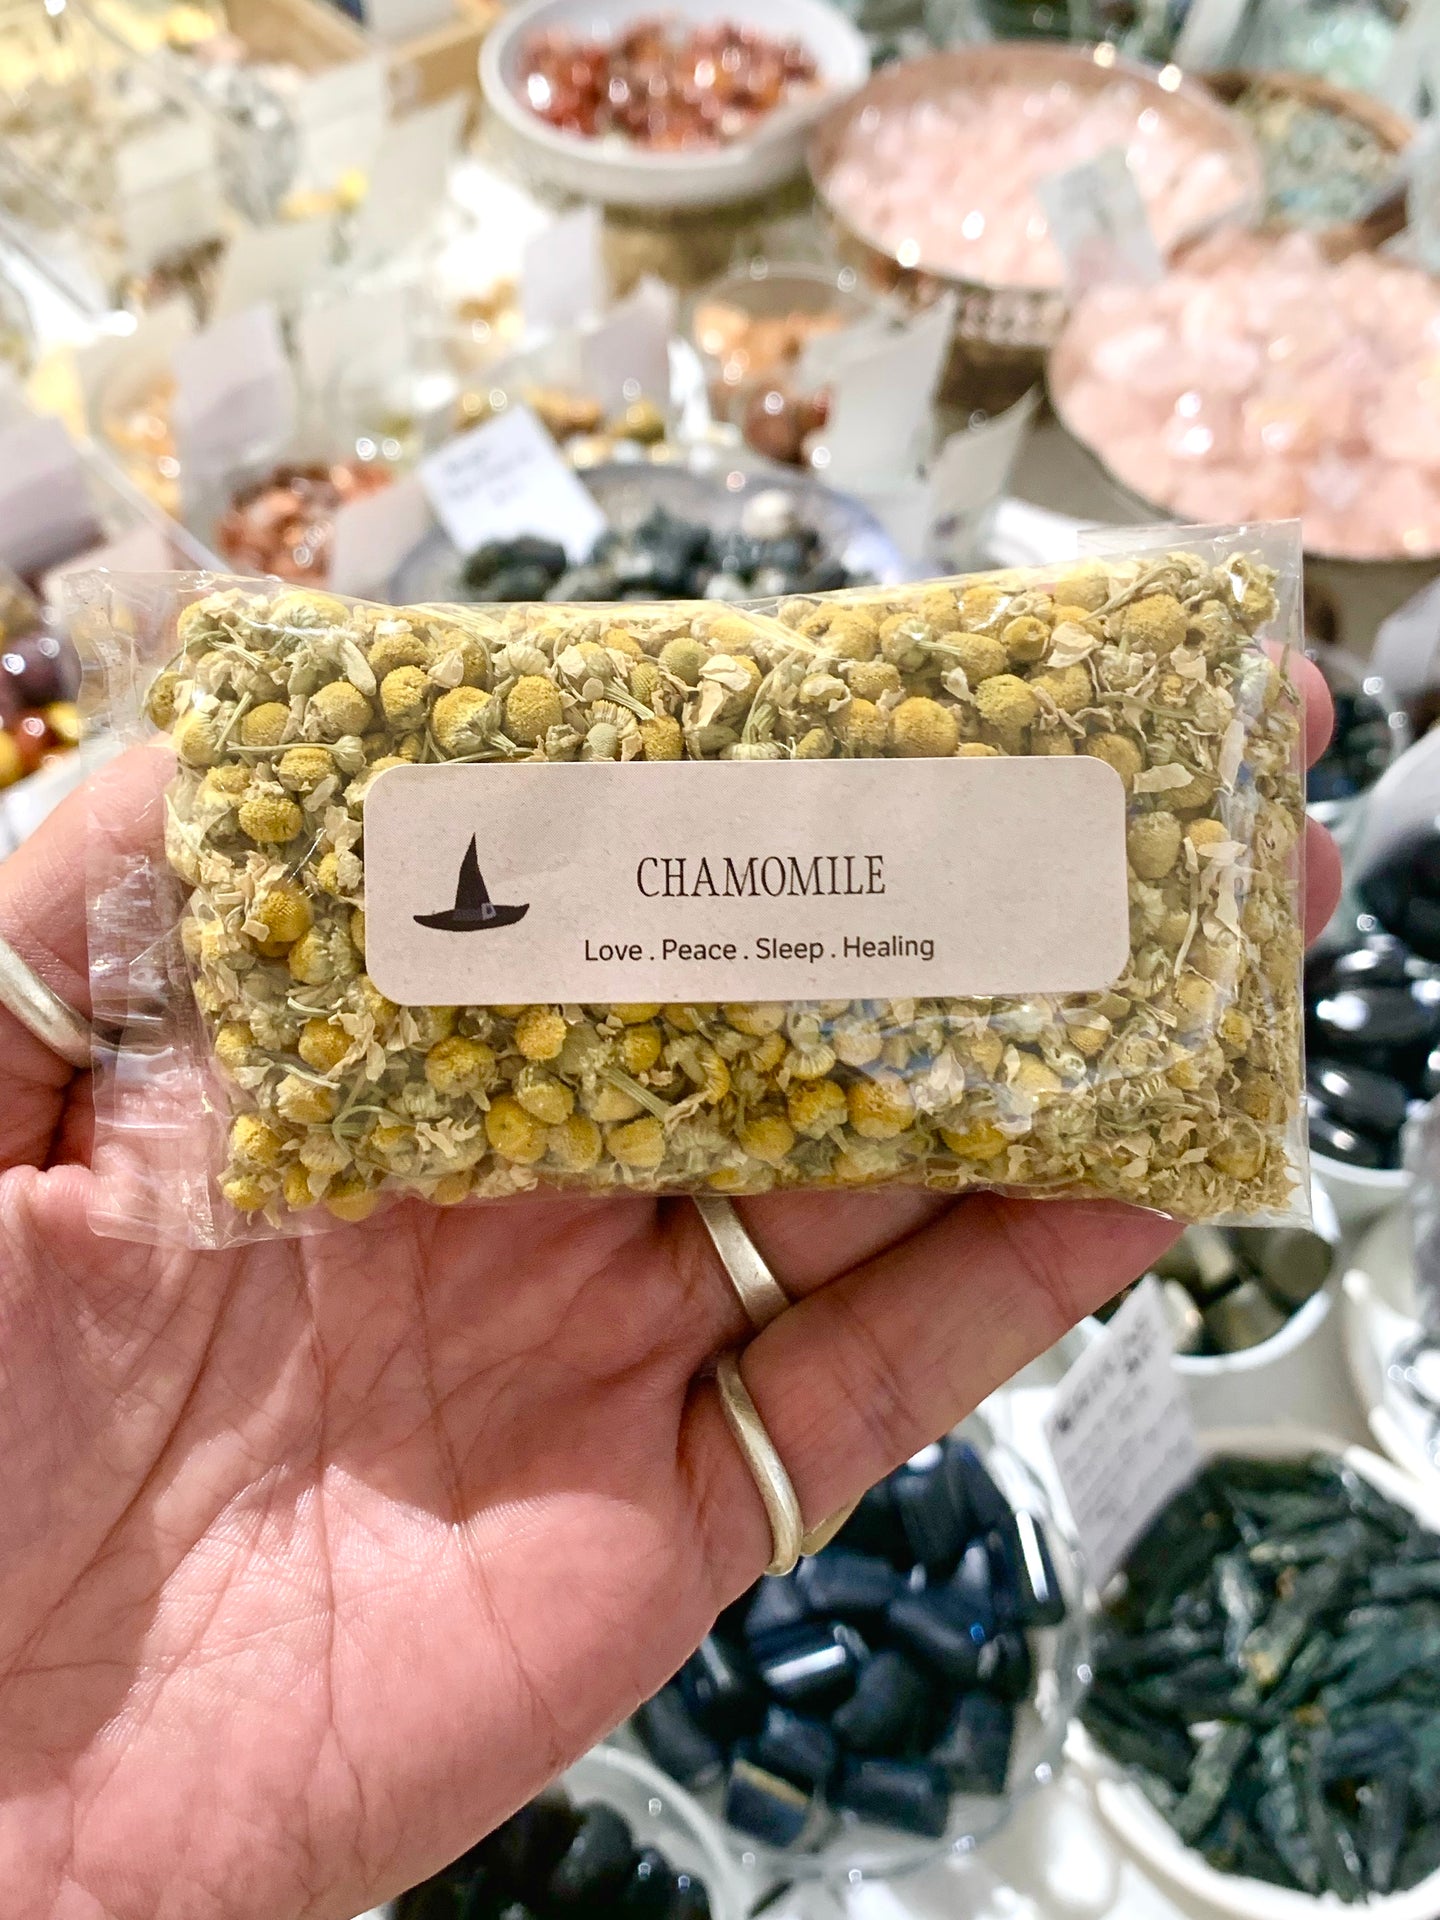 CHAMOMILE
Love . Peace . Sleep . Healing